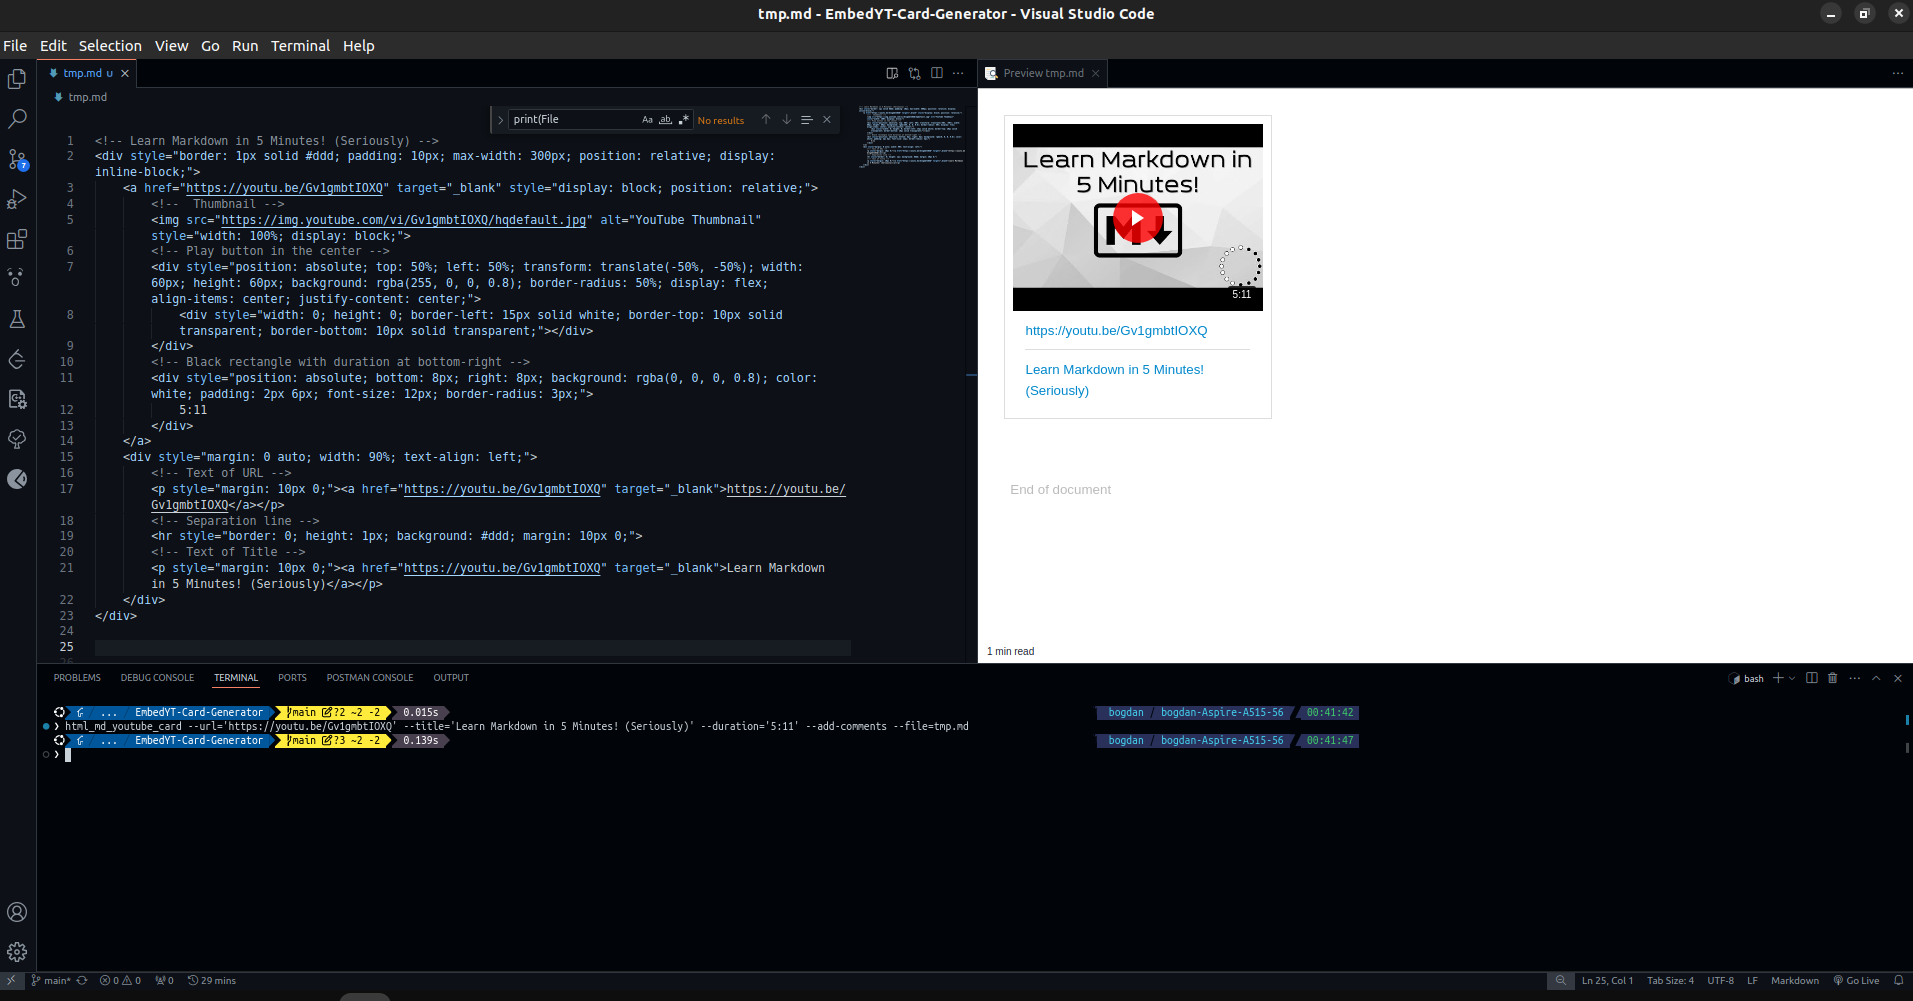 tmp.md - EmbedYT-Card-Generator - Visual Studio Code
File Edit Selection View Go Run Terminal Help
tmp.md U
Preview tmp.md
tmp.md
print(File
Aa ab .* No results
1 <!-- Learn Markdown in 5 Minutes! (Seriously) -->
2 <div style="border: 1px solid #ddd; padding: 10px; max-width: 300px; position: relative; display:
inline-block;">
3 <a href="https://youtu.be/Gv1gmbtIOXQ" target="_blank" style="display: block; position: relative;">
4 <!--  Thumbnail -->
5 <img src="https://img.youtube.com/vi/Gv1gmbtIOXQ/hqdefault.jpg" alt="YouTube Thumbnail"
style="width: 100%; display: block;">
6 <!-- Play button in the center -->
7 <div style="position: absolute; top: 50%; left: 50%; transform: translate(-50%, -50%); width:
60px; height: 60px; background: rgba(255, 0, 0, 0.8); border-radius: 50%; display: flex;
align-items: center; justify-content: center;">
8 <div style="width: 0; height: 0; border-left: 15px solid white; border-top: 10px solid
transparent; border-bottom: 10px solid transparent;"></div>
9 </div>
10 <!-- Black rectangle with duration at bottom-right -->
11 <div style="position: absolute; bottom: 8px; right: 8px; background: rgba(0, 0, 0, 0.8); color:
white; padding: 2px 6px; font-size: 12px; border-radius: 3px;">
12 5:11
13 </div>
14 </a>
15 <div style="margin: 0 auto; width: 90%; text-align: left;">
16 <!-- Text of URL -->
17 <p style="margin: 10px 0;"><a href="https://youtu.be/Gv1gmbtIOXQ" target="_blank">https://youtu.be/
Gv1gmbtIOXQ</a></p>
18 <!-- Separation line -->
19 <hr style="border: 0; height: 1px; background: #ddd; margin: 10px 0;">
20 <!-- Text of Title -->
21 <p style="margin: 10px 0;"><a href="https://youtu.be/Gv1gmbtIOXQ" target="_blank">Learn Markdown
in 5 Minutes! (Seriously)</a></p>
22 </div>
23 </div>
24
25
26
Learn Markdown in
5 Minutes!
5:11
https://youtu.be/Gv1gmbtIOXQ
Learn Markdown in 5 Minutes!
(Seriously)
End of document
1 min read
7
PROBLEMS DEBUG CONSOLE TERMINAL PORTS POSTMAN CONSOLE OUTPUT
bash
... EmbedYT-Card-Generator main ?2 ~2 -2 0.015s bogdan bogdan-Aspire-A515-56 00:41:42
html_md_youtube_card --url='https://youtu.be/Gv1gmbtIOXQ' --title='Learn Markdown in 5 Minutes! (Seriously)' --duration='5:11' --add-comments --file=tmp.md
... EmbedYT-Card-Generator main ?3 ~2 -2 0.139s bogdan bogdan-Aspire-A515-56 00:41:47
main* 0 0 0 29 mins Ln 25, Col 1 Tab Size: 4 UTF-8 LF Markdown Go Live